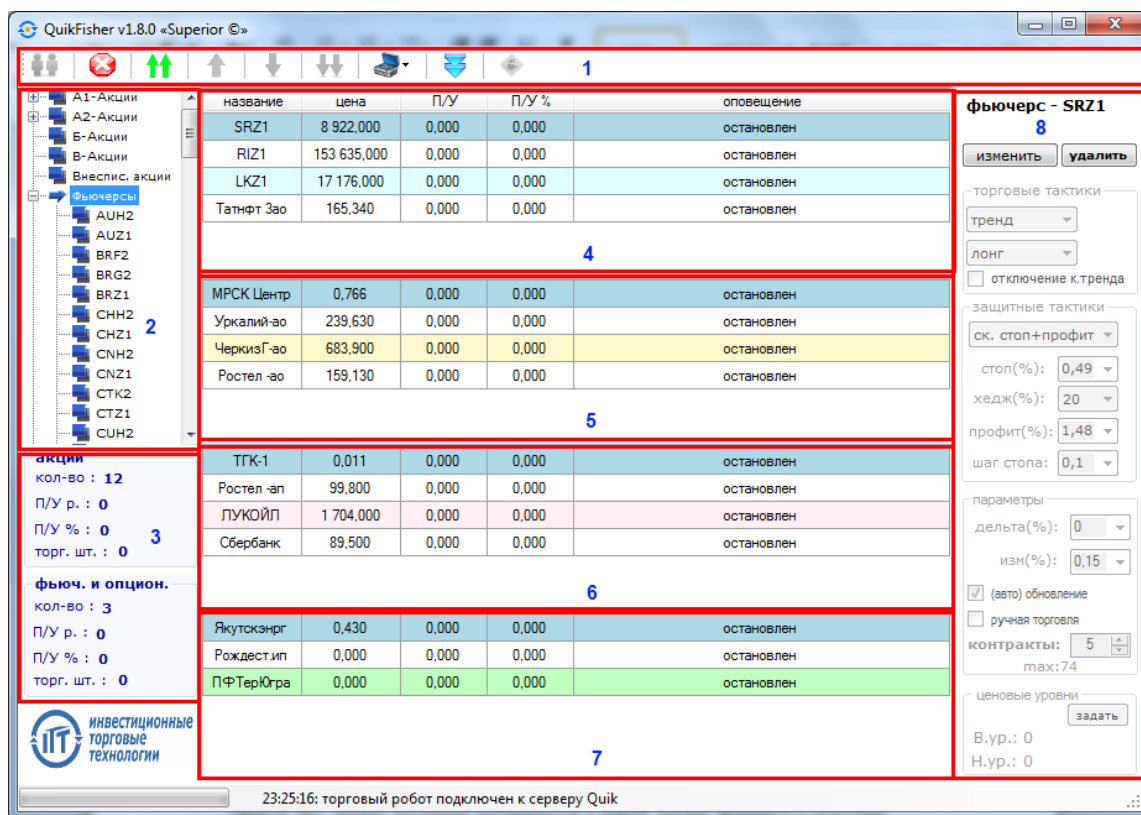 QuikFisher v1.8.0 «Superior ©»
1
А1-Акции
А2-Акции
Б-Акции
В-Акции
Внеспис. акции
Фьючерсы
AUH2
AUZ1
BRF2
BRG2
BRZ1
CHH2
CHZ1
CNH2
CNZ1
CTK2
CTZ1
CUH2
2
акции
кол-во : 12
П/У р. : 0
П/У % : 0
торг. шт. : 0
3
фьюч. и опцион.
кол-во : 3
П/У р. : 0
П/У % : 0
торг. шт. : 0
ИТТ ИНВЕСТИЦИОННЫЕ
ТОРГОВЫЕ
ТЕХНОЛОГИИ
название цена П/У П/У % оповещение
SRZ1 8 922,000 0,000 0,000 остановлен
RIZ1 153 635,000 0,000 0,000 остановлен
LKZ1 17 176,000 0,000 0,000 остановлен
Татнфт 3ао 165,340 0,000 0,000 остановлен
4
МРСК Центр 0,766 0,000 0,000 остановлен
Уркалий-ао 239,630 0,000 0,000 остановлен
ЧеркизГ-ао 683,900 0,000 0,000 остановлен
Ростел -ао 159,130 0,000 0,000 остановлен
5
ТГК-1 0,011 0,000 0,000 остановлен
Ростел -ап 99,800 0,000 0,000 остановлен
ЛУКОЙЛ 1 704,000 0,000 0,000 остановлен
Сбербанк 89,500 0,000 0,000 остановлен
6
Якутскэнрг 0,430 0,000 0,000 остановлен
Рождест.ип 0,000 0,000 0,000 остановлен
ПФТерЮгра 0,000 0,000 0,000 остановлен
7
фьючерс - SRZ1
8
изменить удалить
торговые тактики
тренд
лонг
отключение к.тренда
защитные тактики
ск. стоп+профит
стоп(%): 0,49
хедж(%): 20
профит(%): 1,48
шаг стопа: 0,1
параметры
дельта(%): 0
изм(%): 0,15
(авто) обновление
ручная торговля
контракты: 5
max:74
ценовые уровни
задать
В.ур.: 0
Н.ур.: 0
23:25:16: торговый робот подключен к серверу Quik